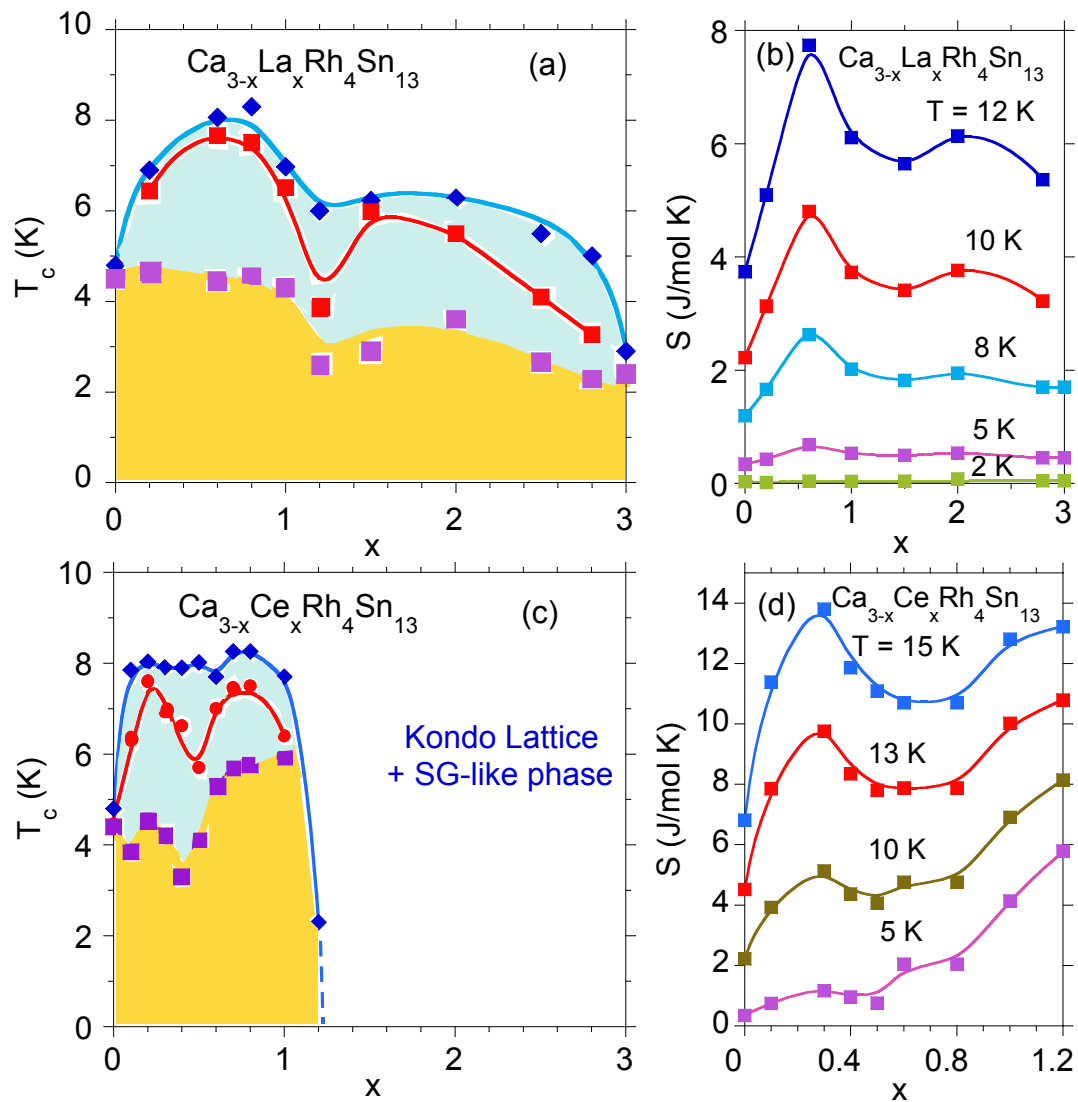 Ca₃₋ₓLaₓRh₄Sn₁₃
(a)
T_c (K)
10
8
6
4
2
0
0
1
2
3
x
(b)
Ca₃₋ₓLaₓRh₄Sn₁₃
T = 12 K
10 K
8 K
5 K
2 K
S (J/mol K)
8
6
4
2
0
0
1
2
3
x
Ca₃₋ₓCeₓRh₄Sn₁₃
(c)
Kondo Lattice
+ SG-like phase
T_c (K)
10
8
6
4
2
0
0
1
2
3
x
(d)
Ca₃₋ₓCeₓRh₄Sn₁₃
T = 15 K
13 K
10 K
5 K
S (J/mol K)
14
12
10
8
6
4
2
0
0
0.4
0.8
1.2
x